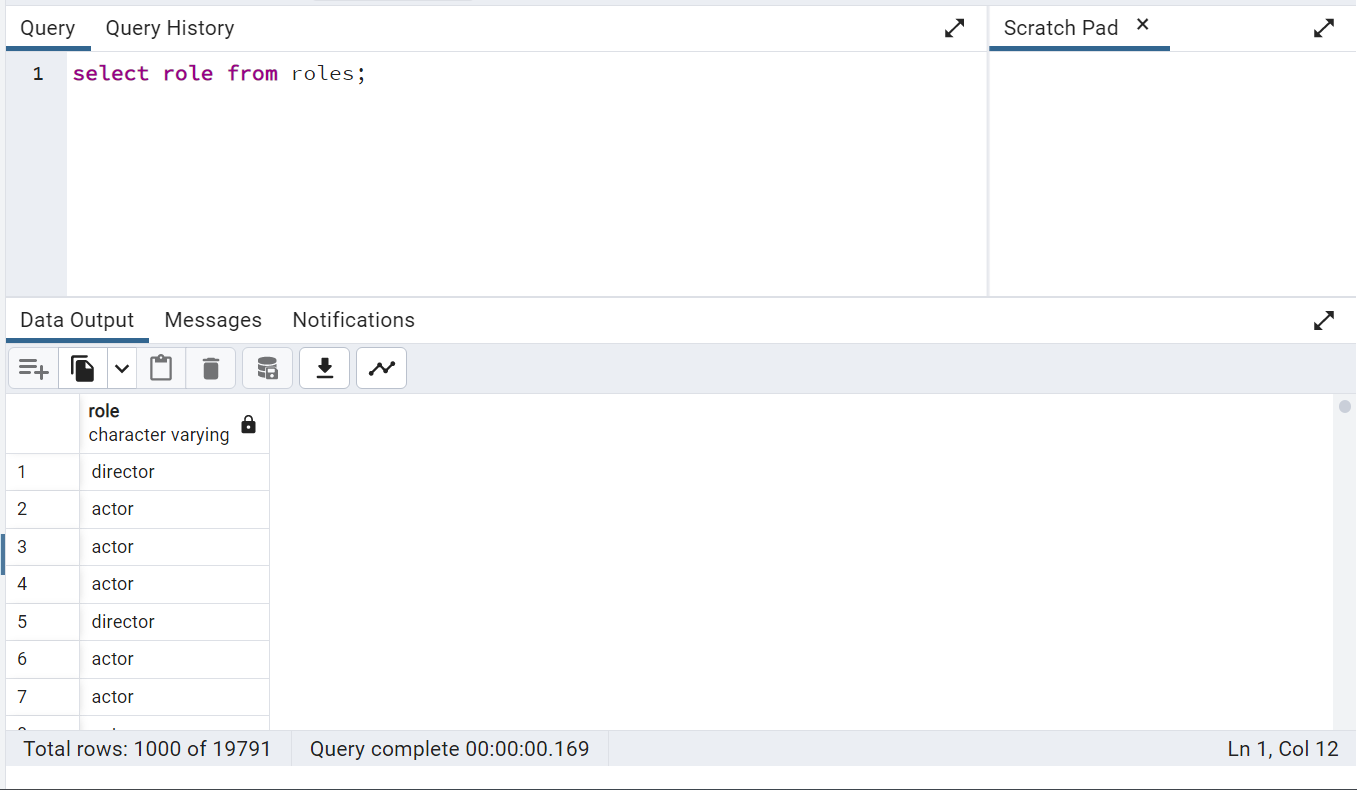 Query Query History Scratch Pad ×
1 select role from roles;
Data Output Messages Notifications
role
character varying
1 director
2 actor
3 actor
4 actor
5 director
6 actor
7 actor
Total rows: 1000 of 19791 Query complete 00:00:00.169 Ln 1, Col 12